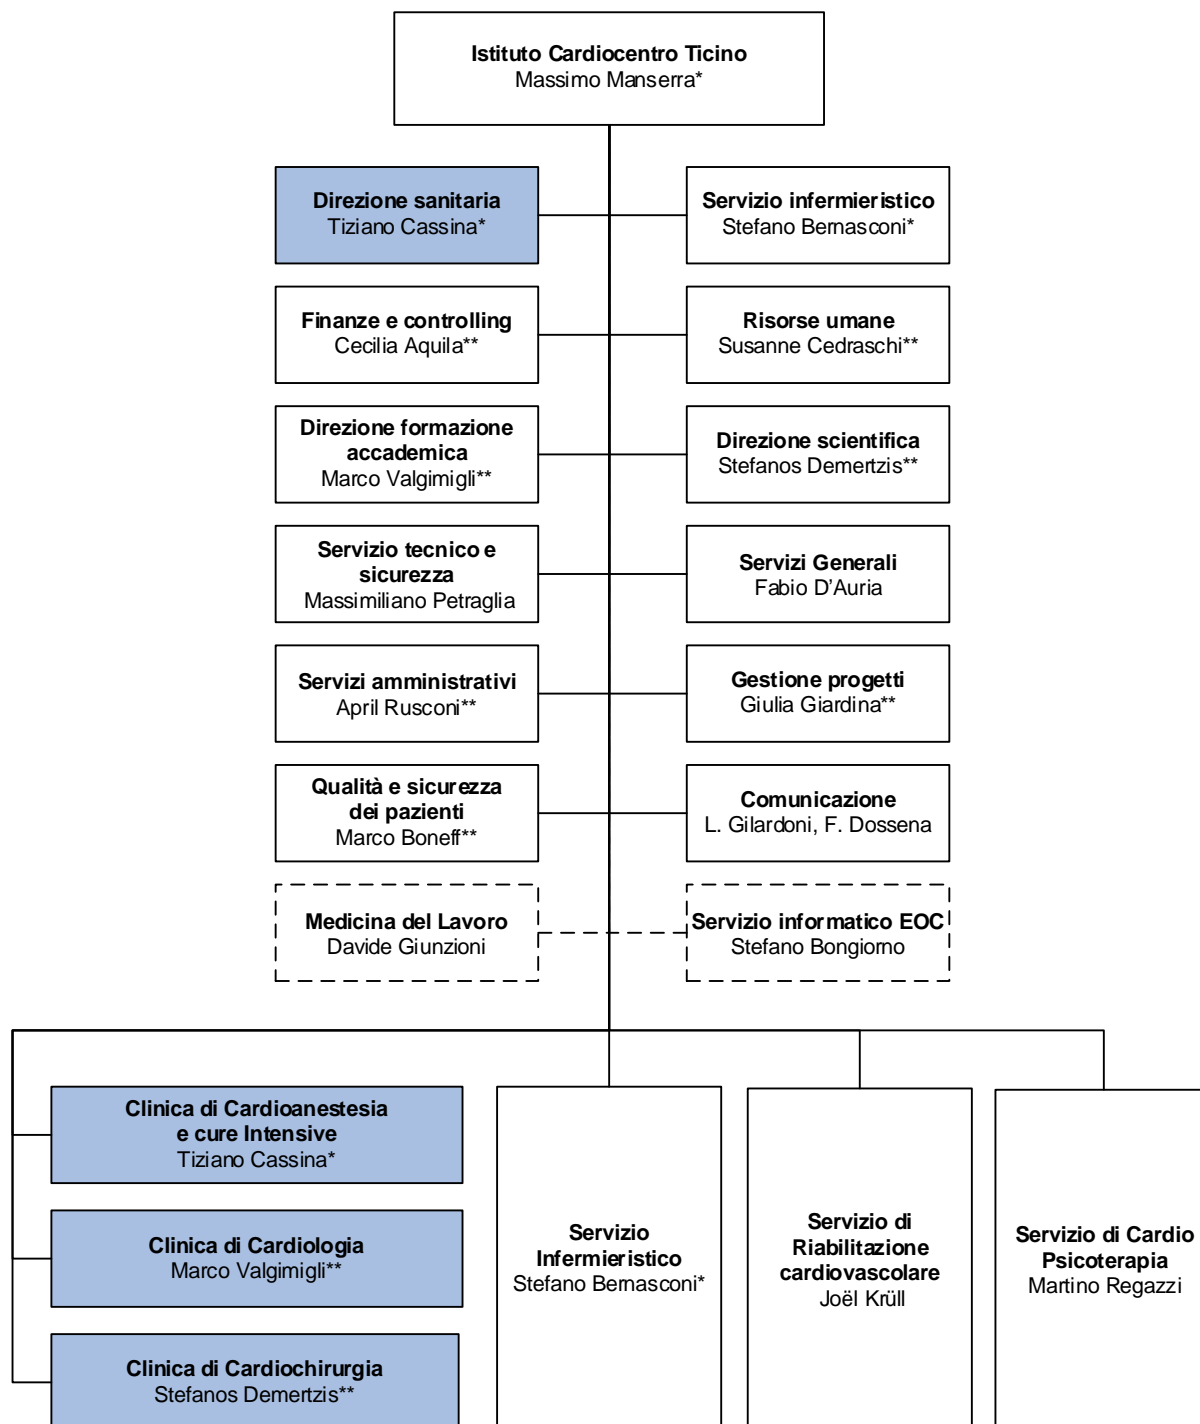 Istituto Cardiocentro Ticino
Massimo Manserra*
Direzione sanitaria
Tiziano Cassina*
Servizio infermieristico
Stefano Bernasconi*
Finanze e controlling
Cecilia Aquila**
Risorse umane
Susanne Cedraschi**
Direzione formazione
accademica
Marco Valgimigli**
Direzione scientifica
Stefanos Demertzis**
Servizio tecnico e
sicurezza
Massimiliano Petraglia
Servizi Generali
Fabio D'Auria
Servizi amministrativi
April Rusconi**
Gestione progetti
Giulia Giardina**
Qualità e sicurezza
dei pazienti
Marco Boneff**
Comunicazione
L. Gilardoni, F. Dossena
Medicina del Lavoro
Davide Giunzioni
Servizio informatico EOC
Stefano Bongiorno
Clinica di Cardioanestesia
e cure Intensive
Tiziano Cassina*
Clinica di Cardiologia
Marco Valgimigli**
Clinica di Cardiochirurgia
Stefanos Demertzis**
Servizio
Infermieristico
Stefano Bernasconi*
Servizio di
Riabilitazione
cardiovascolare
Joël Krüll
Servizio di Cardio
Psicoterapia
Martino Regazzi